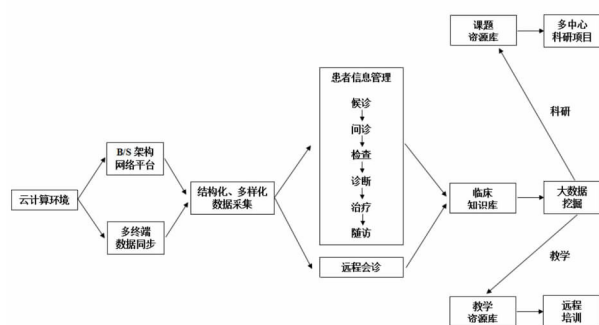 云计算环境
B/S 架构
网络平台
多终端
数据同步
结构化、多样化
数据采集
患者信息管理
候诊
问诊
检查
诊断
治疗
随访
远程会诊
临床
知识库
大数据
挖掘
科研
课题
资源库
多中心
科研项目
教学
教学
资源库
远程
培训